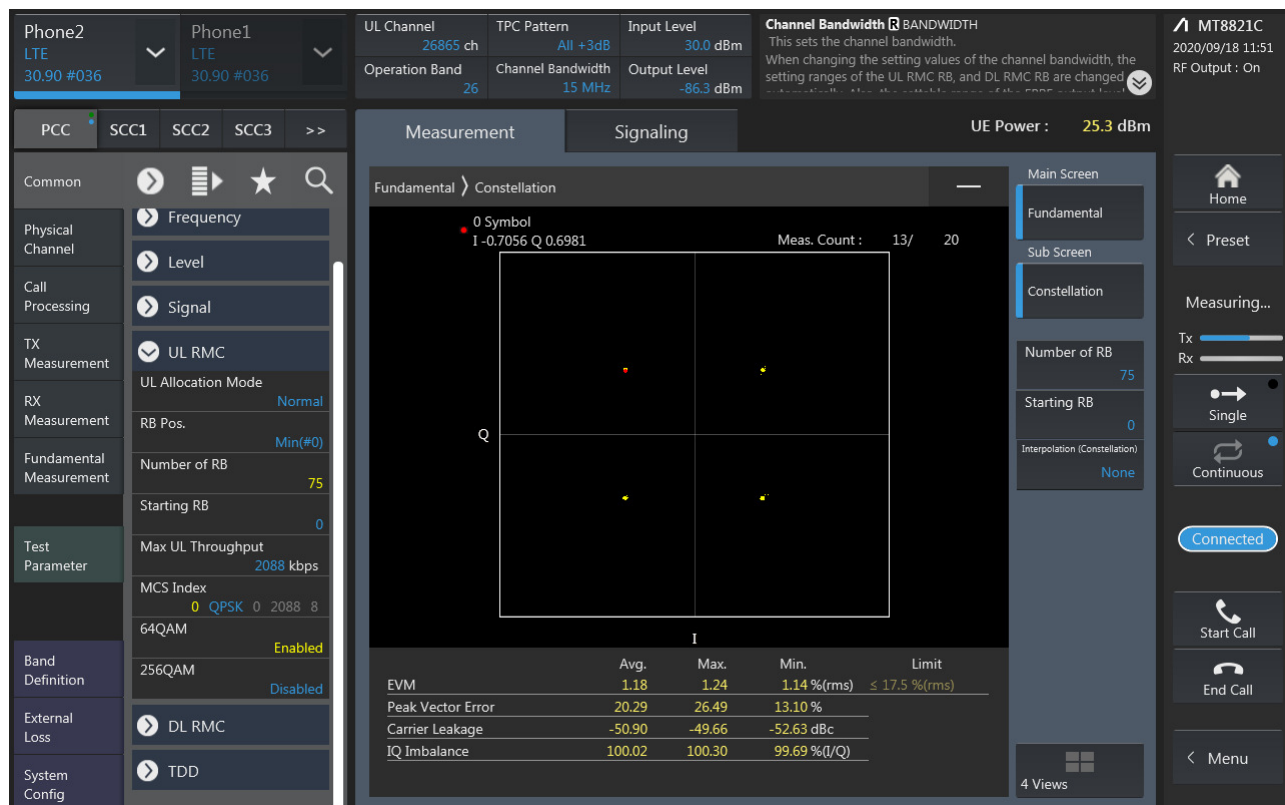 Phone2
LTE
30.90 #036
Phone1
LTE
30.90 #036
UL Channel
26865 ch
TPC Pattern
All +3dB
Input Level
30.0 dBm
Operation Band
26
Channel Bandwidth
15 MHz
Output Level
-86.3 dBm
Channel Bandwidth R BANDWIDTH
This sets the channel bandwidth.
When changing the setting values of the channel bandwidth, the
setting ranges of the UL RMC RB, and DL RMC RB are changed
MT8821C
2020/09/18 11:51
RF Output : On
PCC SCC1 SCC2 SCC3 >>
Measurement
Signaling
UE Power : 25.3 dBm
Common
Physical
Channel
Call
Processing
TX
Measurement
RX
Measurement
Fundamental
Measurement
Test
Parameter
Band
Definition
External
Loss
System
Config
Frequency
Level
Signal
UL RMC
UL Allocation Mode
Normal
RB Pos.
Min(#0)
Number of RB
75
Starting RB
0
Max UL Throughput
2088 kbps
MCS Index
0 QPSK 0 2088 8
64QAM
Enabled
256QAM
Disabled
DL RMC
TDD
Fundamental 〉 Constellation
0 Symbol
I -0.7056 Q 0.6981
Meas. Count : 13/ 20
Q
I
Avg. Max. Min. Limit
EVM 1.18 1.24 1.14 %(rms) ≤ 17.5 %(rms)
Peak Vector Error 20.29 26.49 13.10 %
Carrier Leakage -50.90 -49.66 -52.63 dBc
IQ Imbalance 100.02 100.30 99.69 %(I/Q)
Main Screen
Fundamental
Sub Screen
Constellation
Number of RB
75
Starting RB
0
Interpolation (Constellation)
None
4 Views
Home
< Preset
Measuring...
Tx
Rx
Single
Continuous
Connected
Start Call
End Call
< Menu